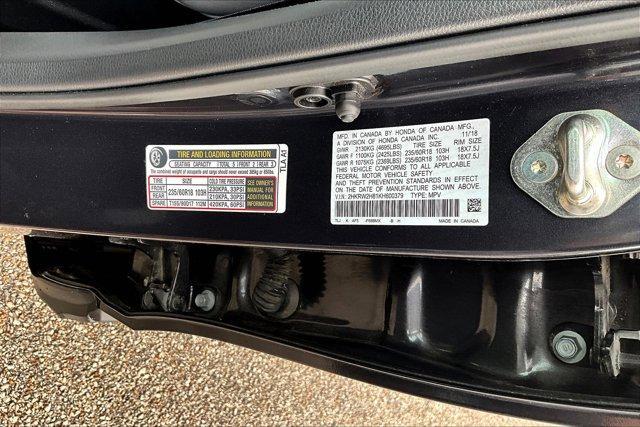 TIRE AND LOADING INFORMATION
SEATING CAPACITY TOTAL 5 FRONT 2 REAR 3
The combined weight of occupants and cargo should never exceed 385kg or 850lbs.
TIRE SIZE COLD TIRE PRESSURE
FRONT 235/60R18 103H 230KPA, 33PSI
REAR 210KPA, 30PSI
SPARE T155/90D17 112M 420KPA, 60PSI
SEE OWNER'S
MANUAL FOR
ADDITIONAL
INFORMATION
TLA A1
MFD. IN CANADA BY HONDA OF CANADA MFG.,
A DIVISION OF HONDA CANADA INC. 11/18
GVWR 2130KG (4695LBS) TIRE SIZE RIM SIZE
GAWR F 1100KG (2425LBS) 235/60R18 103H 18X7.5J
GAWR R 1075KG (2369LBS) 235/60R18 103H 18X7.5J
THIS VEHICLE CONFORMS TO ALL APPLICABLE
FEDERAL MOTOR VEHICLE SAFETY
AND THEFT PREVENTION STANDARDS IN EFFECT
ON THE DATE OF MANUFACTURE SHOWN ABOVE.
V.I.N: 2HKRW2H81KH600379 TYPE: MPV
MADE IN CANADA